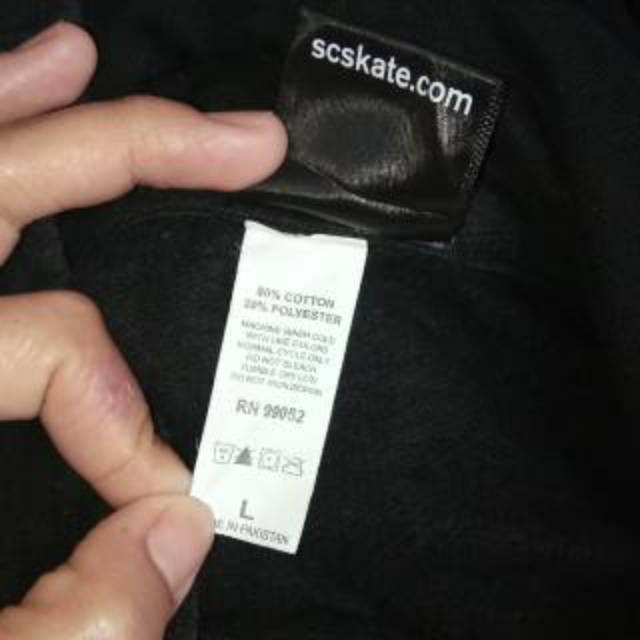 scskate.com
80% COTTON
20% POLYESTER
MACHINE WASH COLD
WITH LIKE COLORS
NORMAL CYCLE ONLY
DO NOT BLEACH
TUMBLE DRY LOW
DO NOT IRON
RN 99052
L
E IN PAKISTAN